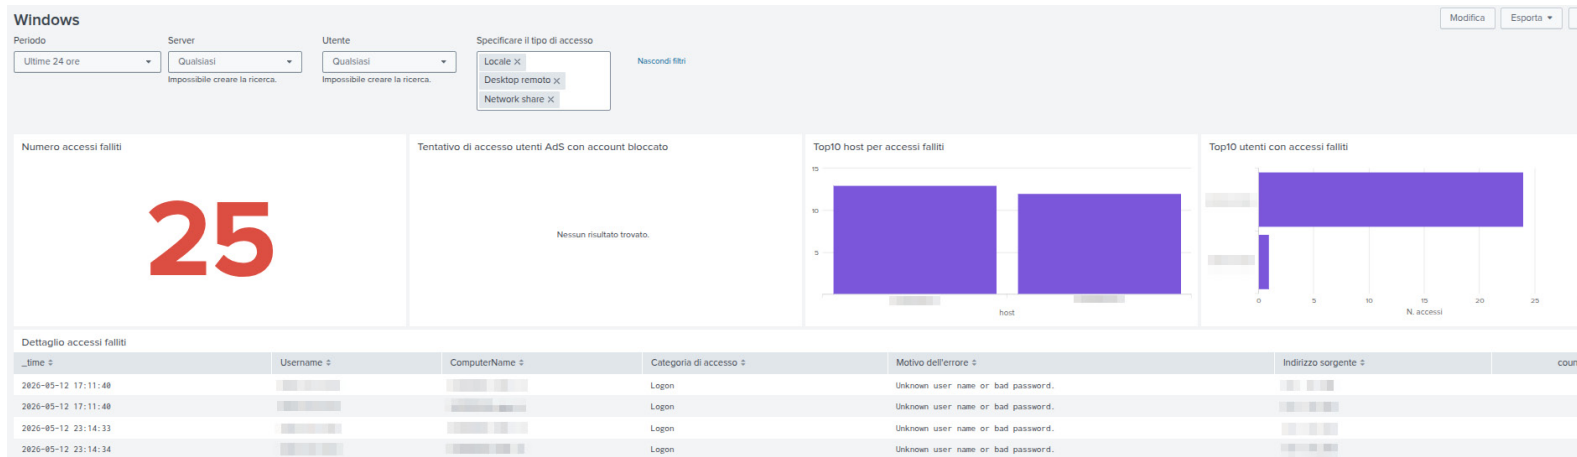 Windows
Modifica
Esporta
Periodo
Server
Utente
Specificare il tipo di accesso
Ultime 24 ore
Qualsiasi
Qualsiasi
Locale ×
Nascondi filtri
Impossibile creare la ricerca.
Impossibile creare la ricerca.
Desktop remoto ×
Network share ×
Numero accessi falliti
25
Tentativo di accesso utenti AdS con account bloccato
Nessun risultato trovato.
Top10 host per accessi falliti
15
10
5
host
Top10 utenti con accessi falliti
0 5 10 15 20 25
N. accessi
Dettaglio accessi falliti
_time Username ComputerName Categoria di accesso Motivo dell'errore Indirizzo sorgente coun
2026-05-12 17:11:40 Logon Unknown user name or bad password.
2026-05-12 17:11:40 Logon Unknown user name or bad password.
2026-05-12 23:14:33 Logon Unknown user name or bad password.
2026-05-12 23:14:34 Logon Unknown user name or bad password.